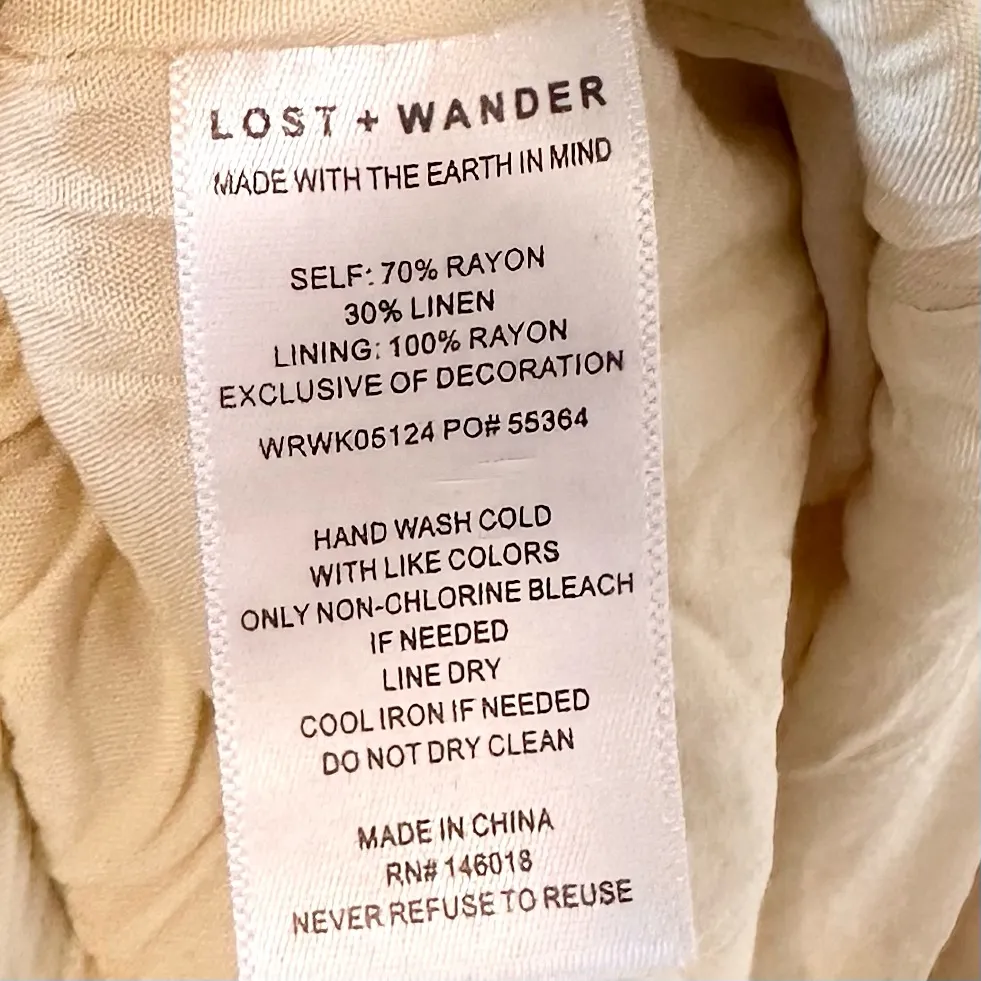 LOST + WANDER
MADE WITH THE EARTH IN MIND
SELF: 70% RAYON
30% LINEN
LINING: 100% RAYON
EXCLUSIVE OF DECORATION
WRWK05124 PO# 55364
HAND WASH COLD
WITH LIKE COLORS
ONLY NON-CHLORINE BLEACH
IF NEEDED
LINE DRY
COOL IRON IF NEEDED
DO NOT DRY CLEAN
MADE IN CHINA
RN# 146018
NEVER REFUSE TO REUSE